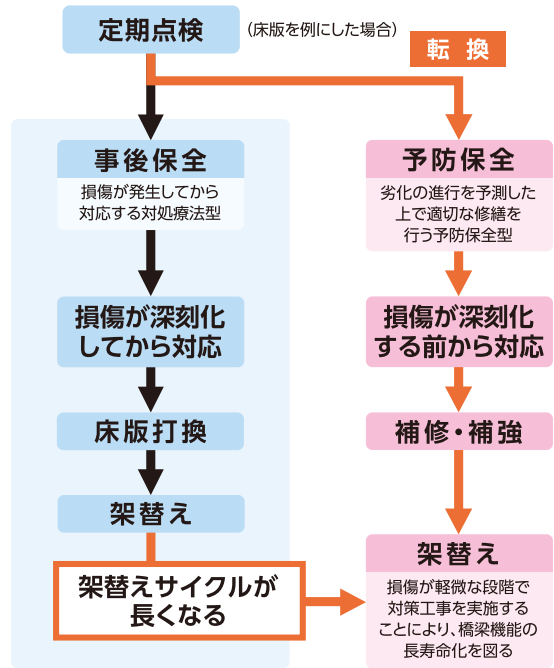 定期点検
（床版を例にした場合）
転換
事後保全
損傷が発生してから
対応する対処療法型
損傷が深刻化
してから対応
床版打換
架替え
架替えサイクルが
長くなる
予防保全
劣化の進行を予測した
上で適切な修繕を
行う予防保全型
損傷が深刻化
する前から対応
補修・補強
架替え
損傷が軽微な段階で
対策工事を実施する
ことにより、橋梁機能の
長寿命化を図る